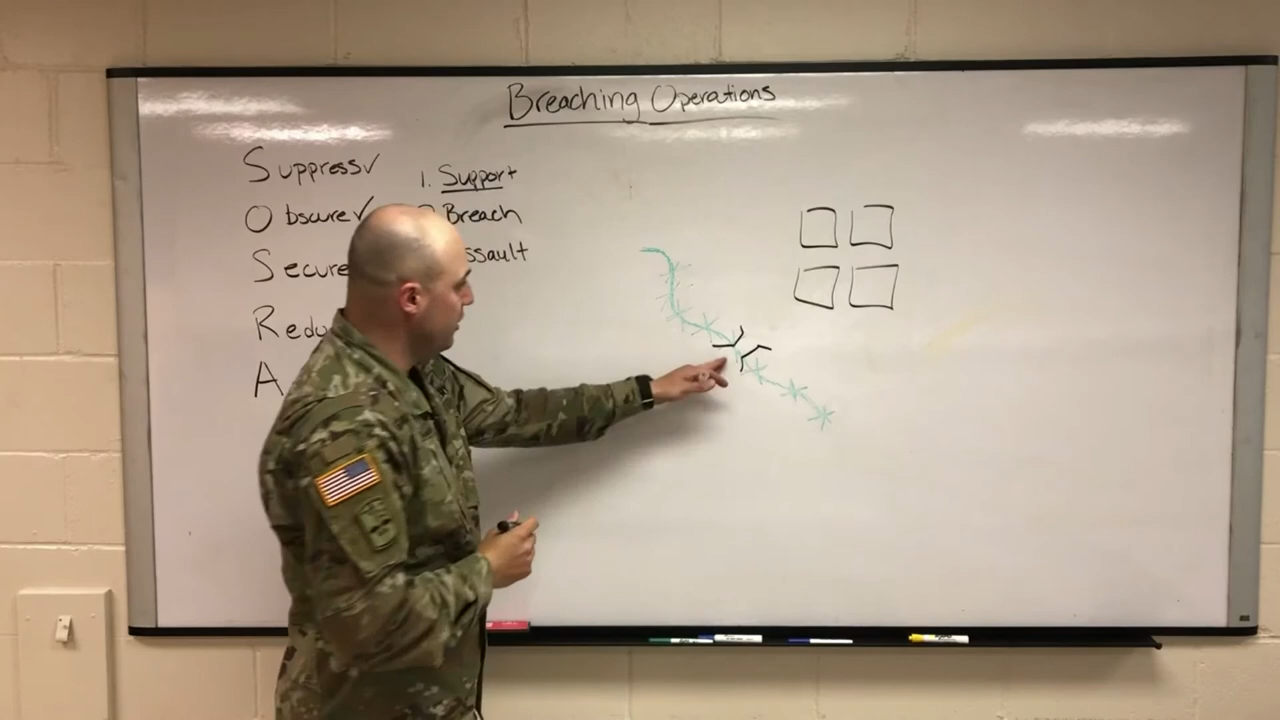 Breaching Operations
Suppress✓
Obscure✓
Secure
Redu
A
1. Support
Breach
ssault